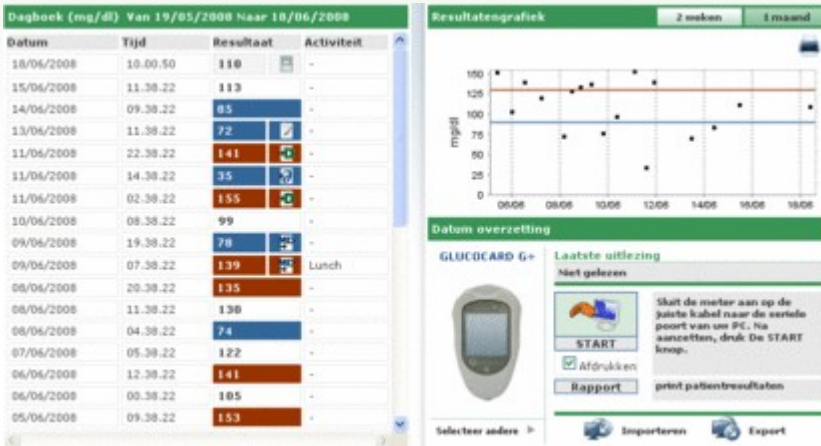 Dagboek (mg/dl) Van 19/05/2008 Naar 18/06/2008
Datum Tijd Resultaat Activiteit
18/06/2008 10.00.50 110 -
15/06/2008 11.38.22 113 -
14/06/2008 09.38.22 85 -
13/06/2008 11.38.22 72 -
11/06/2008 22.38.22 141 -
11/06/2008 14.38.22 35 -
11/06/2008 02.38.22 155 -
10/06/2008 08.38.22 99 -
09/06/2008 19.38.22 78 -
09/06/2008 07.38.22 139 Lunch
08/06/2008 20.38.22 135 -
08/06/2008 11.38.22 130 -
08/06/2008 04.38.22 74 -
07/06/2008 05.38.22 122 -
06/06/2008 12.38.22 141 -
06/06/2008 00.38.22 105 -
05/06/2008 09.38.22 153 -
Resultatengrafiek 2 weken 1 maand
mg/dl
150
125
100
75
50
25
0
06/06 08/06 10/06 12/06 14/06 16/06 18/06
Datum overzetting
GLUCOCARD G+
Selecteer andere
Laatste uitlezing
Niet gelezen
START
Afdrukken
Sluit de meter aan op de
juiste kabel naar de seriele
poort van uw PC. Na
aanzetten, druk De START
knop.
Rapport print patientresultaten
Importeren Export